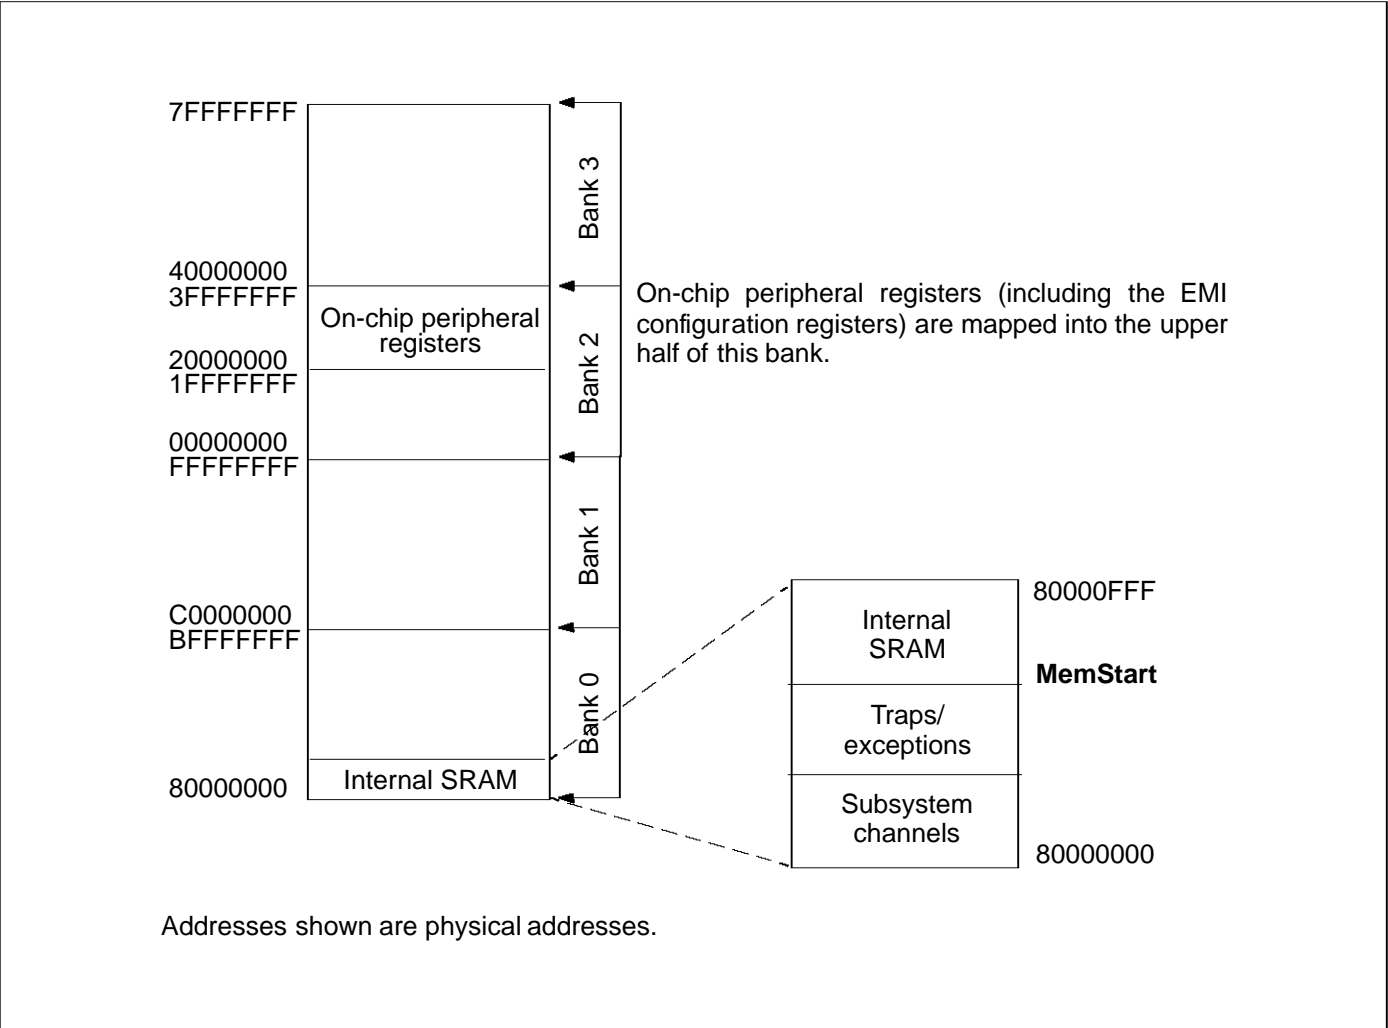 7FFFFFFF
Bank 3
40000000
3FFFFFFF
On-chip peripheral
registers
On-chip peripheral registers (including the EMI
configuration registers) are mapped into the upper
half of this bank.
Bank 2
20000000
1FFFFFFF
00000000
FFFFFFFF
Bank 1
C0000000
BFFFFFFF
Bank 0
Internal SRAM
80000000
80000FFF
Internal
SRAM
MemStart
Traps/
exceptions
Subsystem
channels
80000000
Addresses shown are physical addresses.